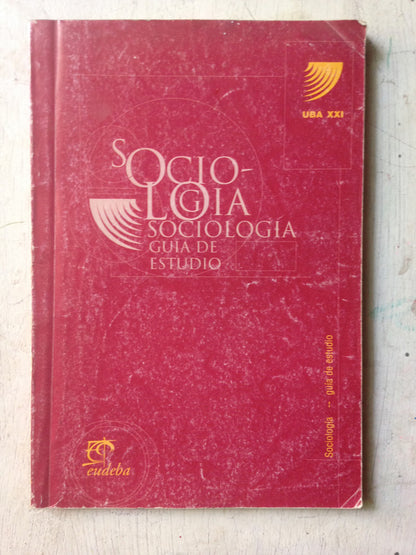 UBA XXI
SOCIO-
LOGIA
SOCIOLOGÍA
GUÍA DE
ESTUDIO
Sociología -- guía de estudio
eudeba